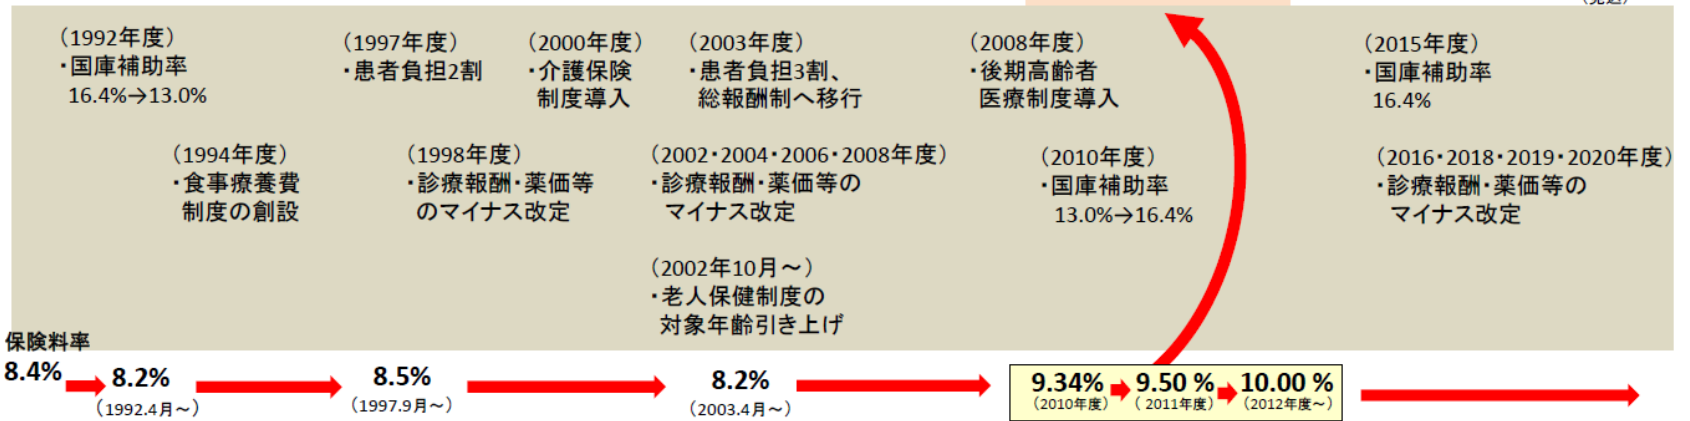 (見込)
(1992年度)
・国庫補助率
16.4%→13.0%
(1997年度)
・患者負担2割
(2000年度)
・介護保険
制度導入
(2003年度)
・患者負担3割、
総報酬制へ移行
(2008年度)
・後期高齢者
医療制度導入
(2015年度)
・国庫補助率
16.4%
(1994年度)
・食事療養費
制度の創設
(1998年度)
・診療報酬・薬価等
のマイナス改定
(2002・2004・2006・2008年度)
・診療報酬・薬価等の
マイナス改定
(2010年度)
・国庫補助率
13.0%→16.4%
(2016・2018・2019・2020年度)
・診療報酬・薬価等の
マイナス改定
(2002年10月～)
・老人保健制度の
対象年齢引き上げ
保険料率
8.4%
8.2%
(1992.4月～)
8.5%
(1997.9月～)
8.2%
(2003.4月～)
9.34%
(2010年度)
9.50 %
( 2011年度)
10.00 %
(2012年度～)